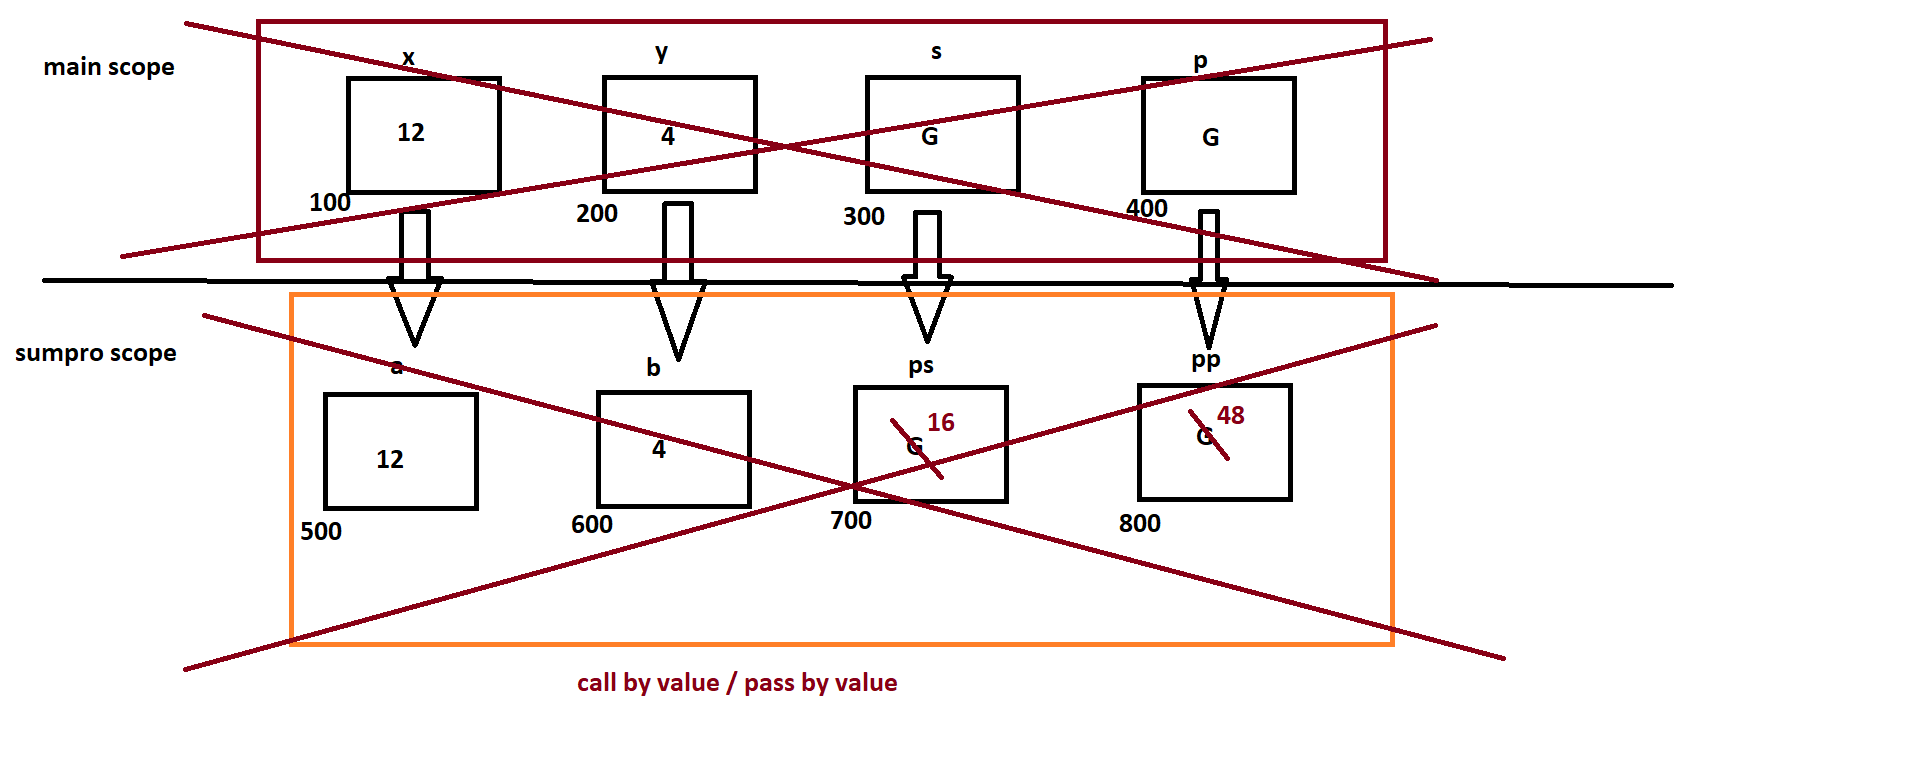 main scope
x
y
s
p
12
4
G
G
100
200
300
400
sumpro scope
a
b
ps
pp
12
4
G
16
G
48
500
600
700
800
call by value / pass by value